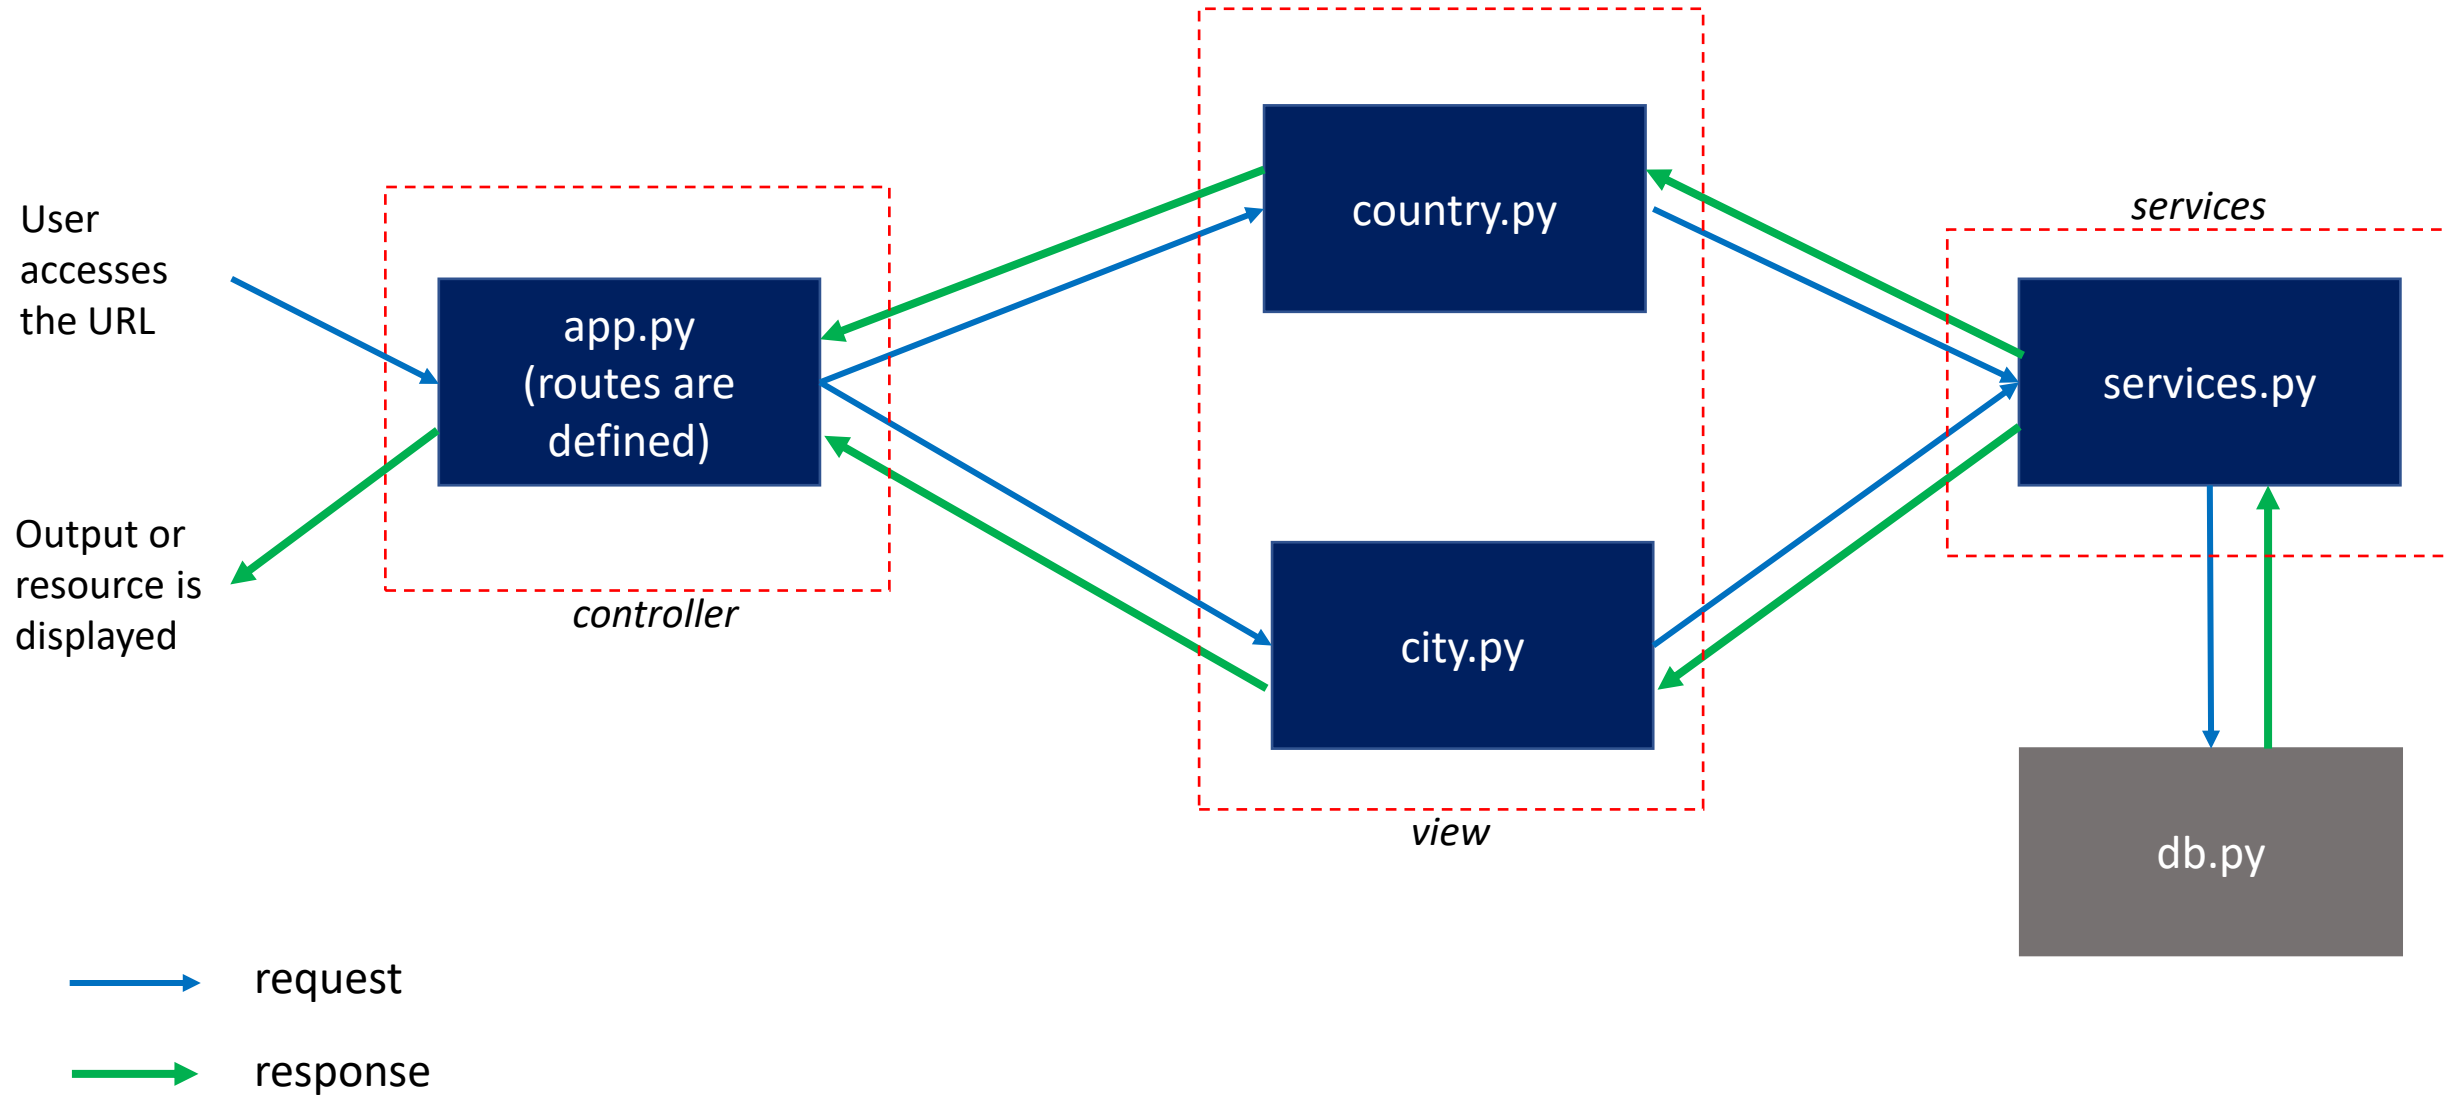 User
accesses
the URL
Output or
resource is
displayed
app.py
(routes are
defined)
controller
country.py
city.py
view
services
services.py
db.py
request
response